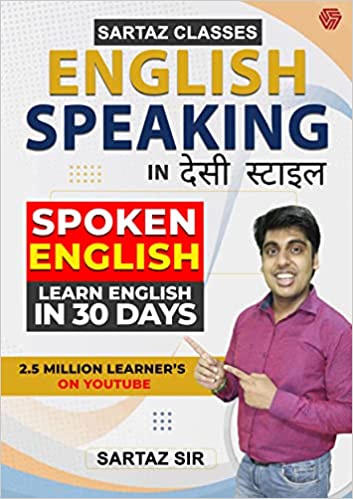 SARTAZ CLASSES
ENGLISH
SPEAKING
IN देसी स्टाइल
SPOKEN
ENGLISH
LEARN ENGLISH
IN 30 DAYS
2.5 MILLION LEARNER'S
ON YOUTUBE
SARTAZ SIR